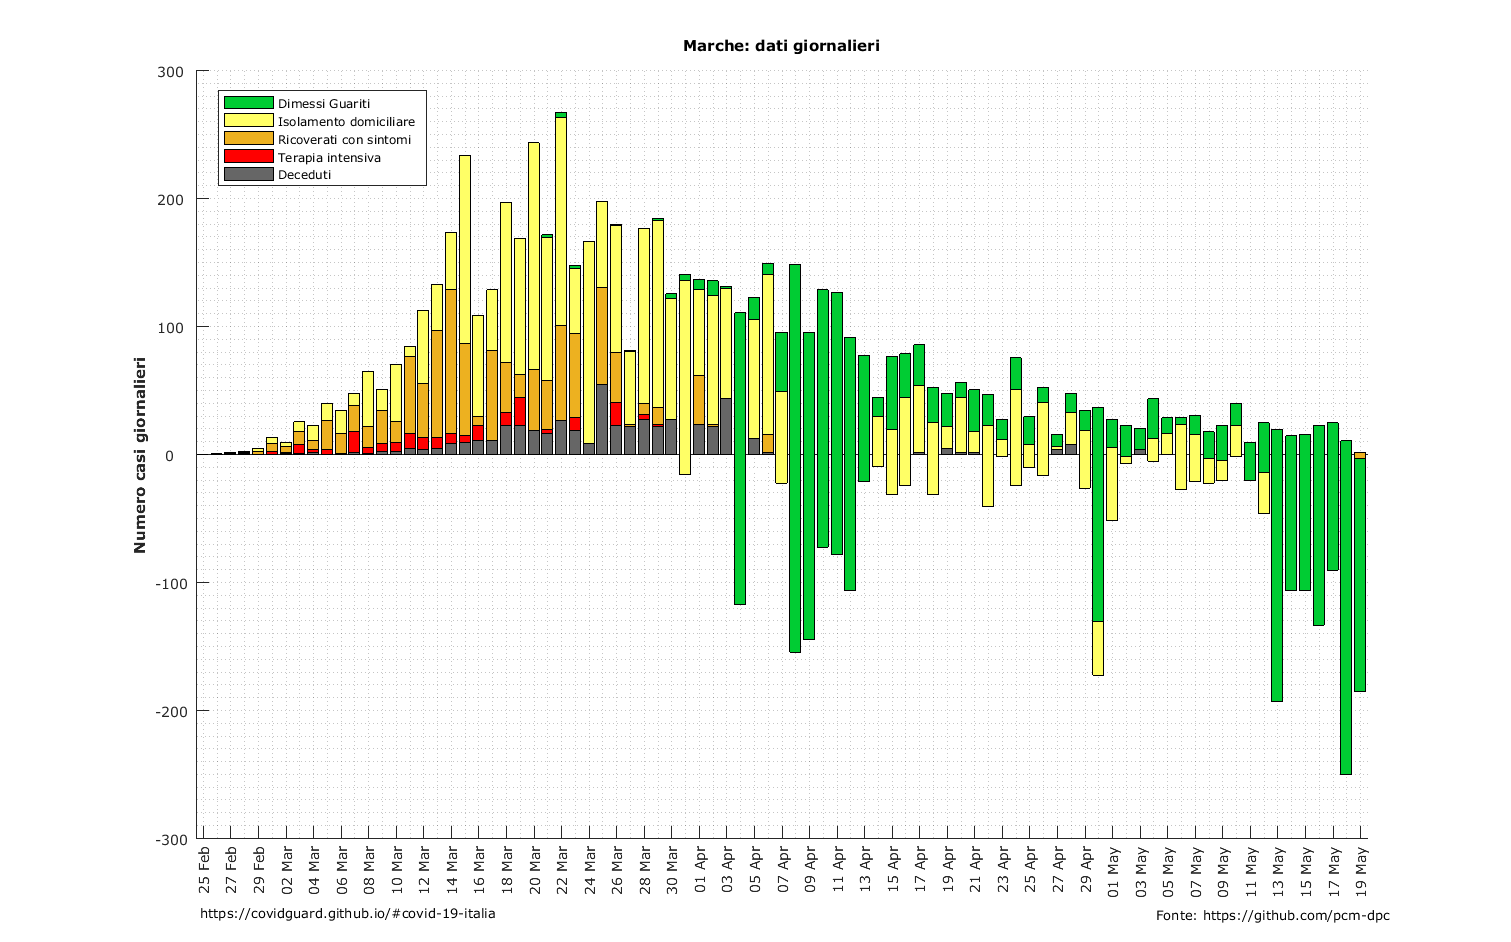 Marche: dati giornalieri
300
200
100
0
-100
-200
-300
Numero casi giornalieri
Dimessi Guariti
Isolamento domiciliare
Ricoverati con sintomi
Terapia intensiva
Deceduti
25 Feb
27 Feb
29 Feb
02 Mar
04 Mar
06 Mar
08 Mar
10 Mar
12 Mar
14 Mar
16 Mar
18 Mar
20 Mar
22 Mar
24 Mar
26 Mar
28 Mar
30 Mar
01 Apr
03 Apr
05 Apr
07 Apr
09 Apr
11 Apr
13 Apr
15 Apr
17 Apr
19 Apr
21 Apr
23 Apr
25 Apr
27 Apr
29 Apr
01 May
03 May
05 May
07 May
09 May
11 May
13 May
15 May
17 May
19 May
https://covidguard.github.io/#covid-19-italia
Fonte: https://github.com/pcm-dpc